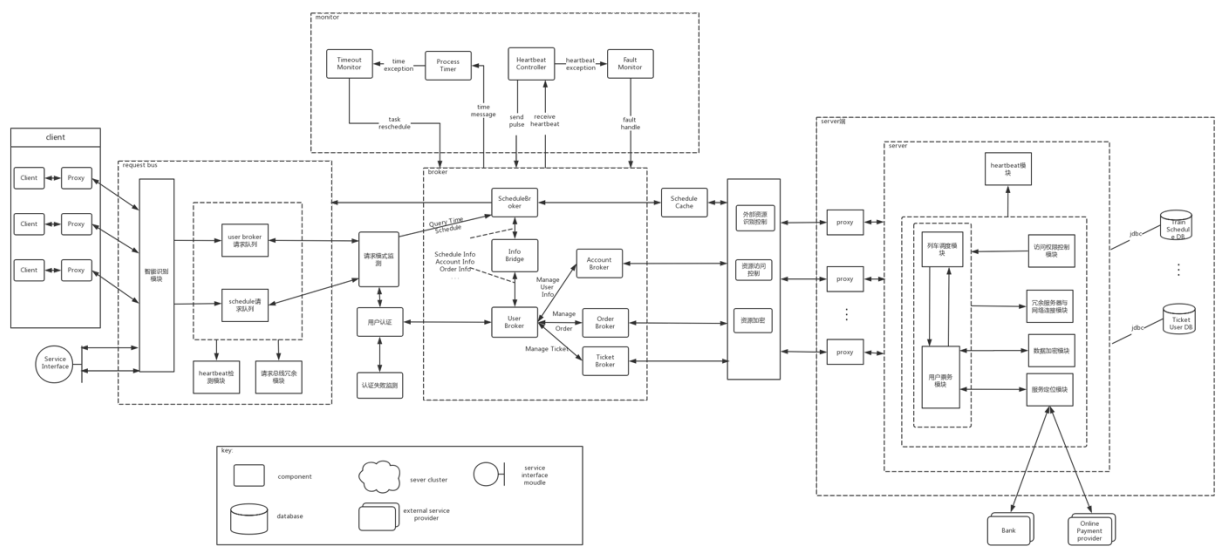 monitor
Timeout
Monitor
time
exception
Process
Timer
Heartbeat
Controller
heartbeat
exception
Fault
Monitor
task
reschedule
time
message
send
pulse
receive
heartbeat
fault
handle
client
Client
Proxy
Client
Proxy
Client
Proxy
Service
Interface
request bus
智能识别
模块
user broker
请求队列
schedule请
求队列
heartbeat检
测模块
请求总线冗余
模块
请求模式监
测
用户认证
认证失败监测
broker
Query Time
Schedule
ScheduleBr
oker
Schedule Info
Account Info
Order Info
...
Info
Bridge
User
Broker
Manage
User
Info
Manage
Order
Manage Ticket
Account
Broker
Order
Broker
Ticket
Broker
Schedule
Cache
外部资源
识别控制
资源访问
控制
资源加密
proxy
proxy
proxy
server端
server
heartbeat模
块
列车调度模
块
访问权限控制
模块
冗余服务器与
网络连接模块
数据加密模块
用户票务
模块
服务定位模块
jdbc
Train
Schedul
e DB
jdbc
Ticket
User DB
Bank
Online
Payment
provider
key:
component
sever cluster
service
interface
moudle
database
external service
provider